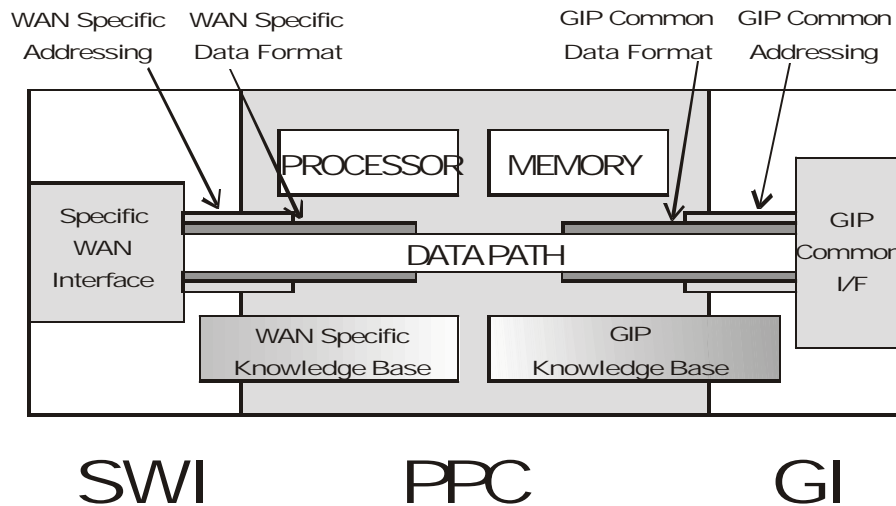 WAN Specific
Addressing
WAN Specific
Data Format
GIP Common
Data Format
GIP Common
Addressing
PROCESSOR
MEMORY
Specific
WAN
Interface
DATA PATH
GIP
Common
I/F
WAN Specific
Knowledge Base
GIP
Knowledge Base
SWI
PPC
GI